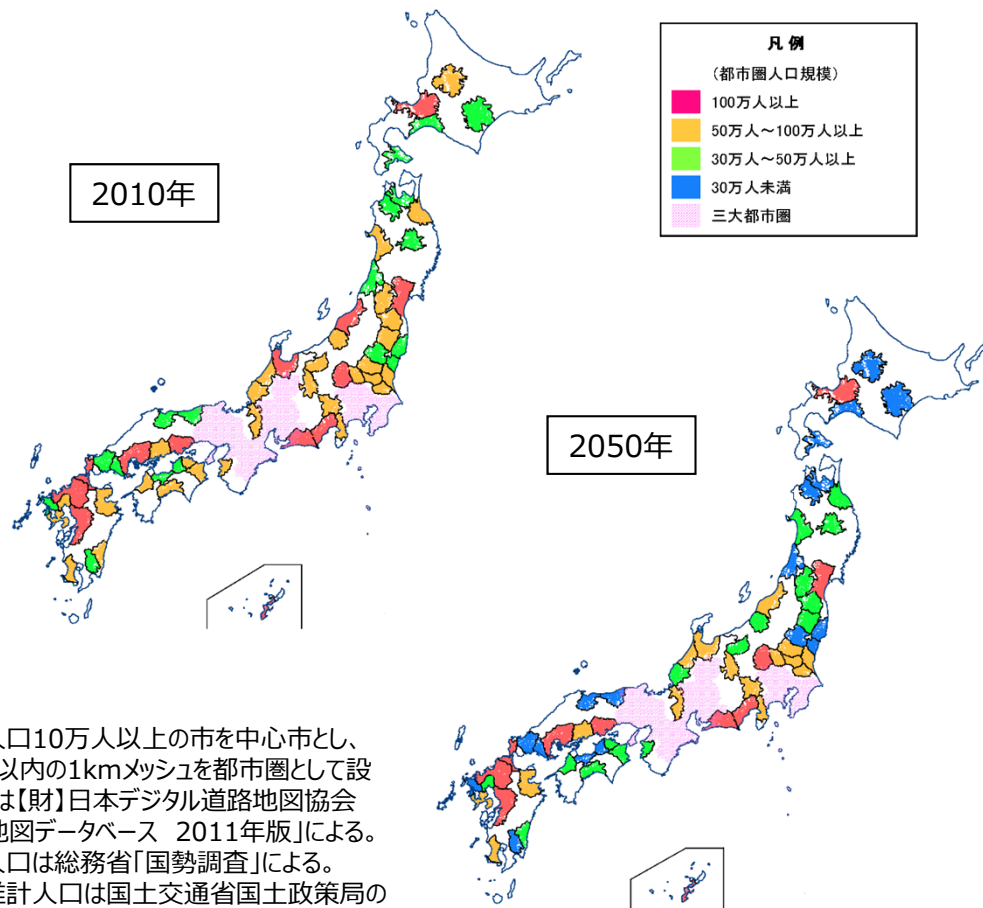 凡 例
(都市圏人口規模)
100万人以上
50万人～100万人以上
30万人～50万人以上
30万人未満
三大都市圏
2010年
2050年
人口10万人以上の市を中心市とし、
以内の1kmメッシュを都市圏として設
は【財】日本デジタル道路地図協会
地図データベース 2011年版」による。
人口は総務省「国勢調査」による。
推計人口は国土交通省国土政策局の